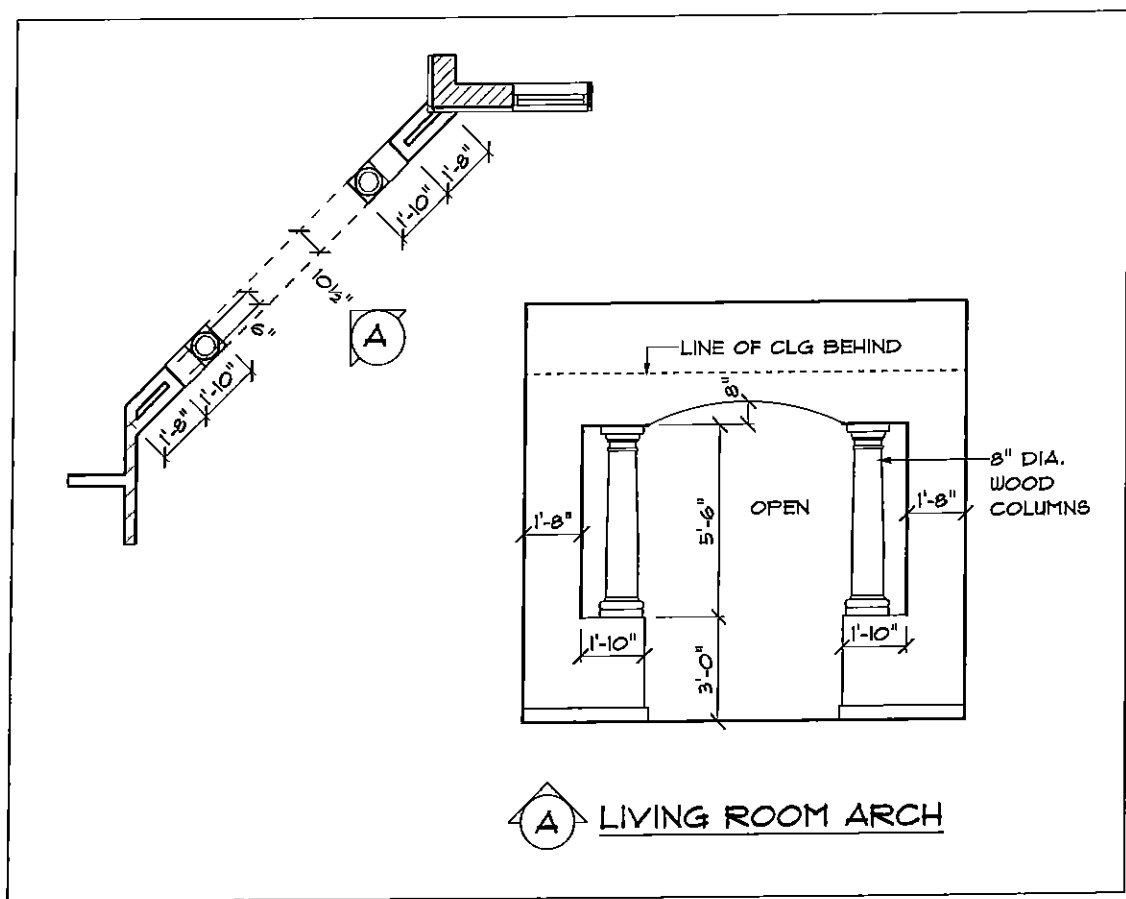 1'-8"
1'-10"
10½"
6"
1'-10"
1'-8"
A
LINE OF CLG BEHIND
8"
8" DIA.
WOOD
COLUMNS
OPEN
1'-8"
1'-8"
5'-6"
1'-10"
1'-10"
3'-0"
A LIVING ROOM ARCH